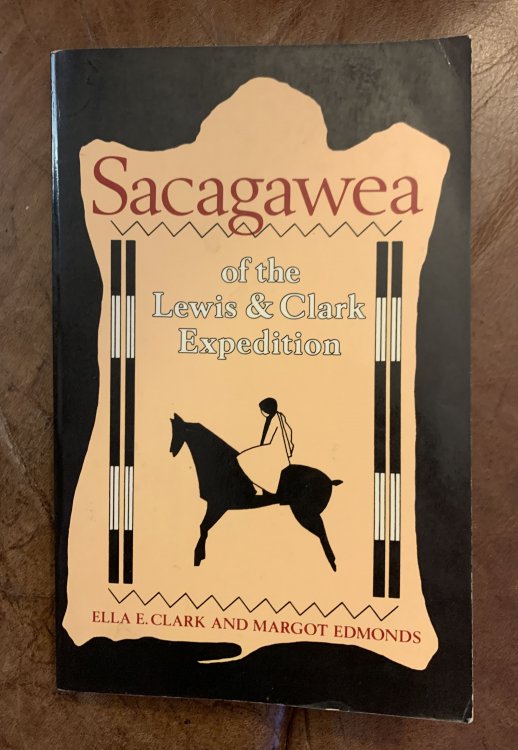 Sacagawea
of the
Lewis & Clark
Expedition
ELLA E. CLARK AND MARGOT EDMONDS